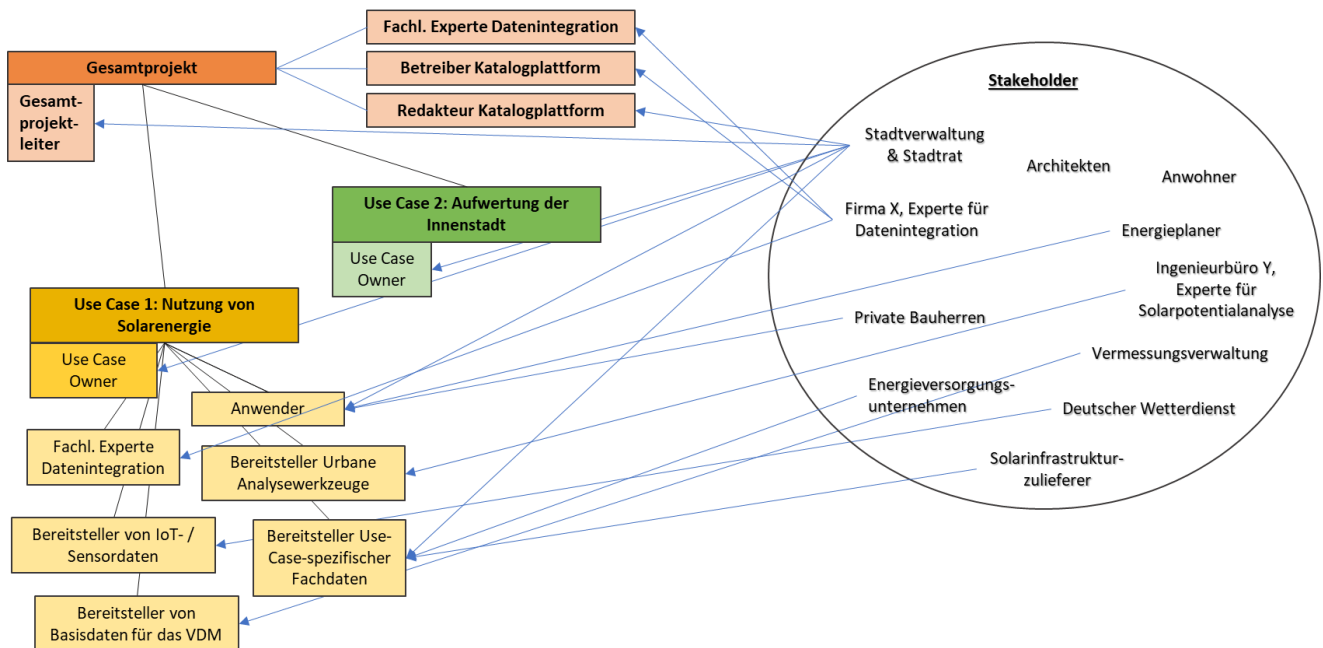 Fachl. Experte Datenintegration
Gesamtprojekt
Betreiber Katalogplattform
Gesamt-
projekt-
leiter
Redakteur Katalogplattform
Use Case 2: Aufwertung der
Innenstadt
Use Case
Owner
Use Case 1: Nutzung von
Solarenergie
Use Case
Owner
Anwender
Fachl. Experte
Datenintegration
Bereitsteller Urbane
Analysewerkzeuge
Bereitsteller von IoT- /
Sensordaten
Bereitsteller Use-
Case-spezifischer
Fachdaten
Bereitsteller von
Basisdaten für das VDM
Stakeholder
Stadtverwaltung
& Stadtrat
Architekten
Anwohner
Firma X, Experte für
Datenintegration
Energieplaner
Ingenieurbüro Y,
Experte für
Solarpotentialanalyse
Private Bauherren
Vermessungsverwaltung
Energieversorgungs-
unternehmen
Deutscher Wetterdienst
Solarinfrastruktur-
zulieferer